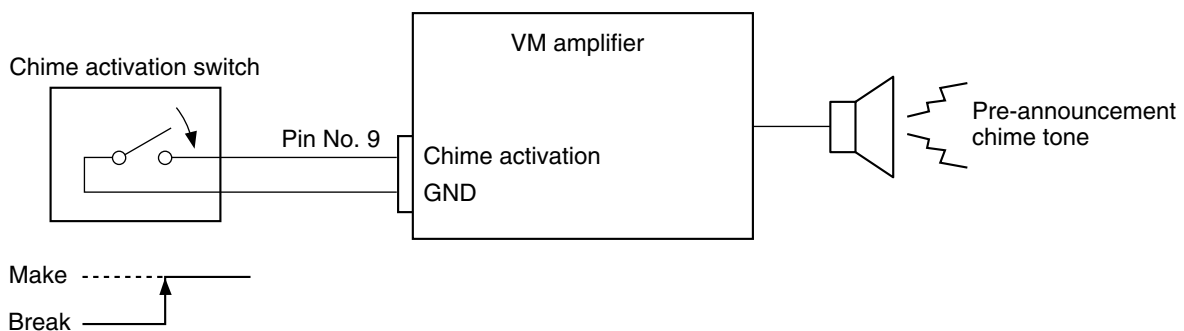 VM amplifier
Chime activation switch
Pin No. 9
Chime activation
GND
Pre-announcement
chime tone
Make
Break